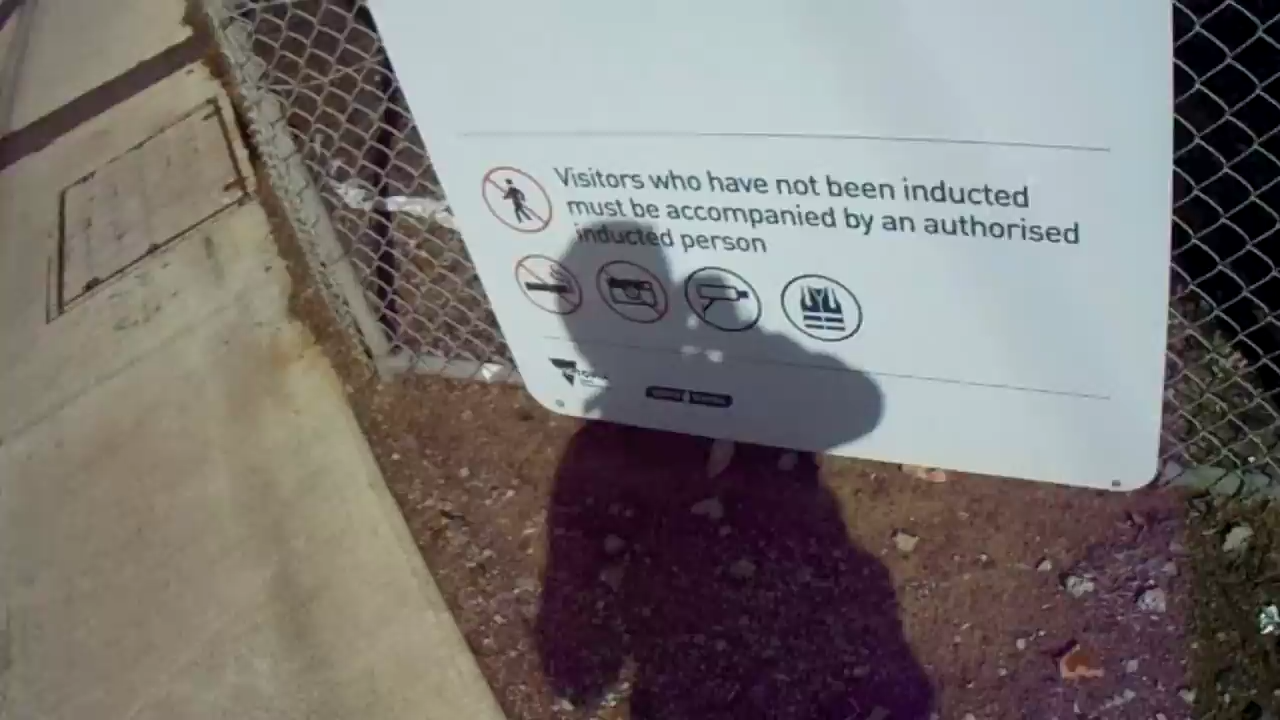 Visitors who have not been inducted
must be accompanied by an authorised
inducted person